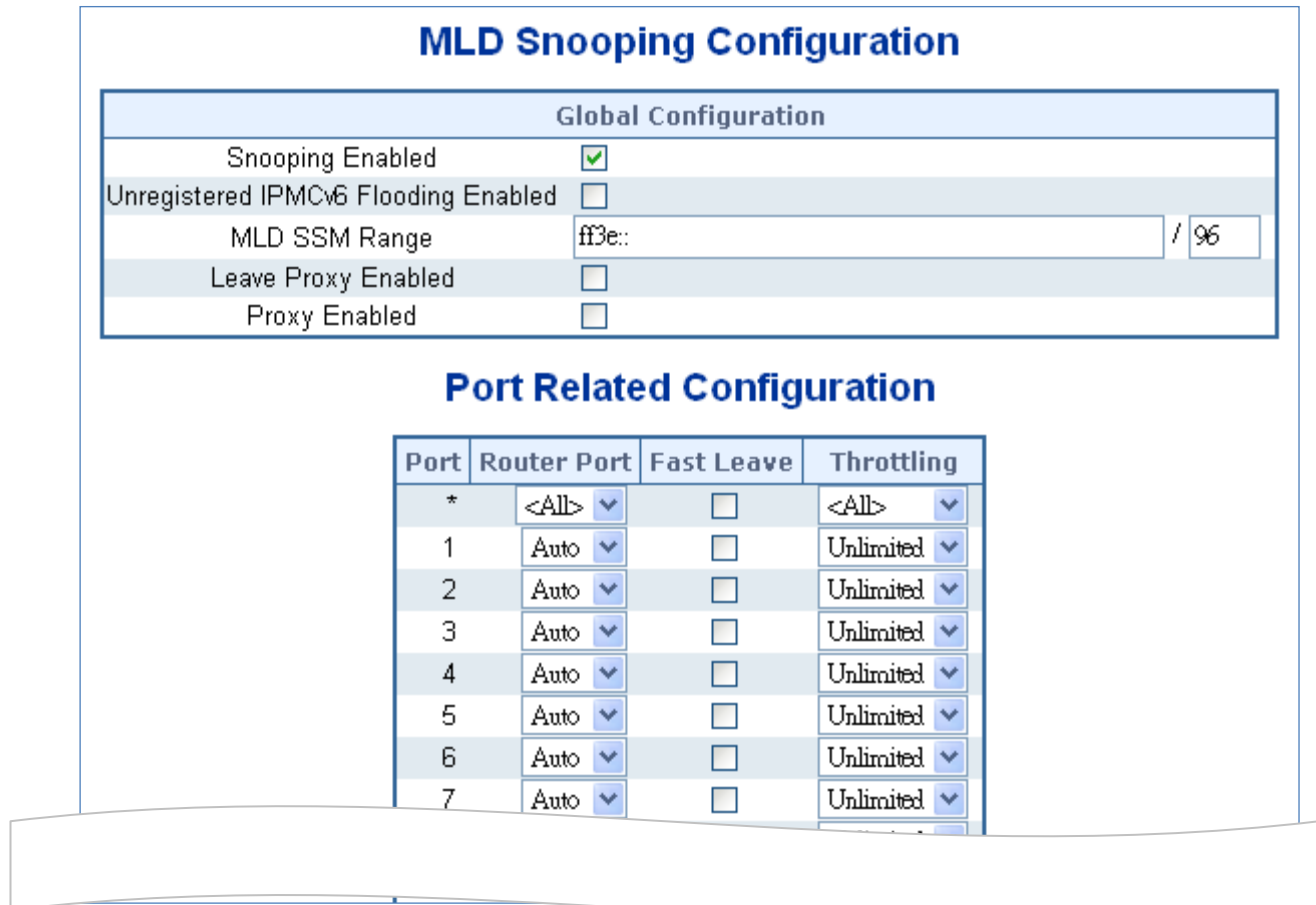 MLD Snooping Configuration
Global Configuration
Snooping Enabled
Unregistered IPMCv6 Flooding Enabled
MLD SSM Range ff3e:: / 96
Leave Proxy Enabled
Proxy Enabled
Port Related Configuration
Port Router Port Fast Leave Throttling
* <All> <All>
1 Auto Unlimited
2 Auto Unlimited
3 Auto Unlimited
4 Auto Unlimited
5 Auto Unlimited
6 Auto Unlimited
7 Auto Unlimited